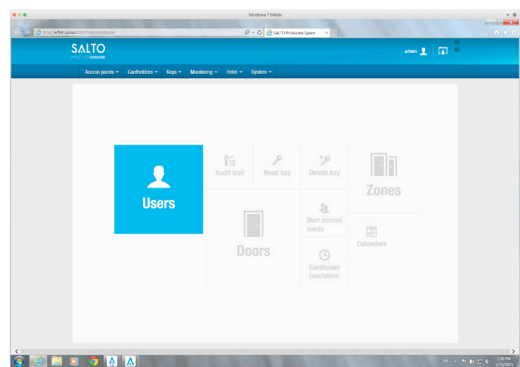 Windows 7 64bits
SALTO ProAccess Space
SALTO
admin
Access points
Cardholders
Keys
Monitoring
Hotel
System
Users
Audit trail
Read key
Delete key
Zones
Doors
User access
levels
Calendars
Cardholder
timetables